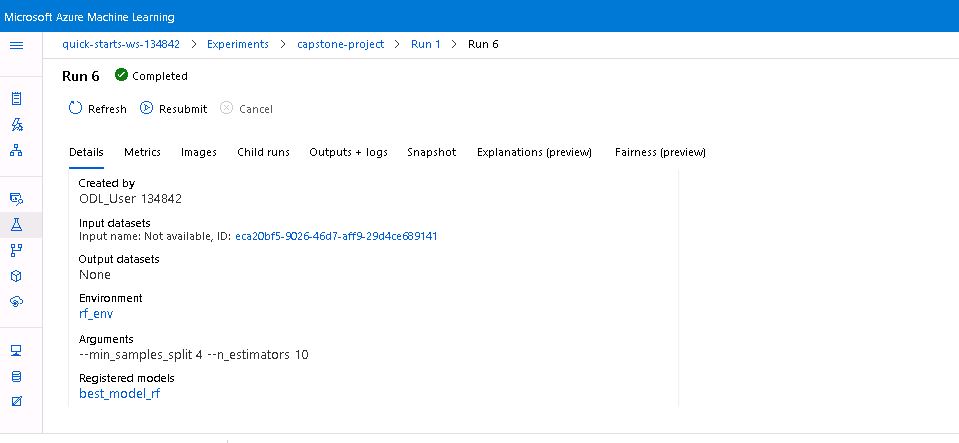 Microsoft Azure Machine Learning
quick-starts-ws-134842 > Experiments > capstone-project > Run 1 > Run 6
Run 6 Completed
Refresh Resubmit Cancel
Details Metrics Images Child runs Outputs + logs Snapshot Explanations (preview) Fairness (preview)
Created by
ODL_User 134842
Input datasets
Input name: Not available, ID: eca20bf5-9026-46d7-aff9-29d4ce689141
Output datasets
None
Environment
rf_env
Arguments
--min_samples_split 4 --n_estimators 10
Registered models
best_model_rf